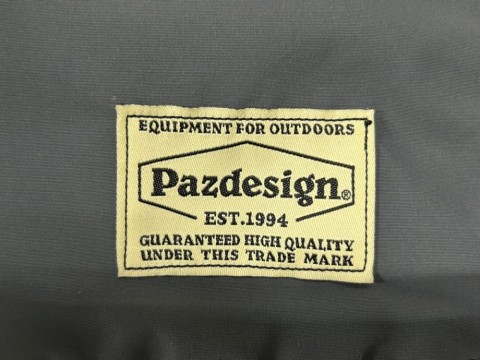 EQUIPMENT FOR OUTDOORS
Pazdesign®
EST.1994
GUARANTEED HIGH QUALITY
UNDER THIS TRADE MARK